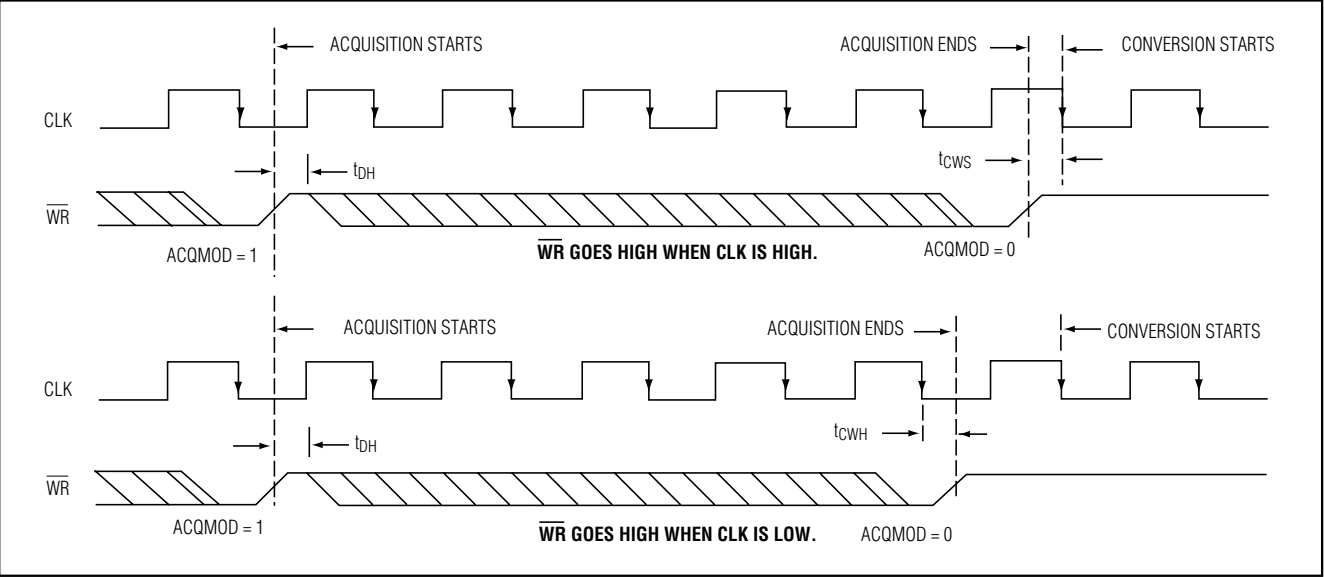 ACQUISITION STARTS
ACQUISITION ENDS
CONVERSION STARTS
CLK
tDH
tCWS
WR
ACQMOD = 1
WR GOES HIGH WHEN CLK IS HIGH.
ACQMOD = 0
ACQUISITION STARTS
ACQUISITION ENDS
CONVERSION STARTS
CLK
tDH
tCWH
WR
ACQMOD = 1
WR GOES HIGH WHEN CLK IS LOW.
ACQMOD = 0